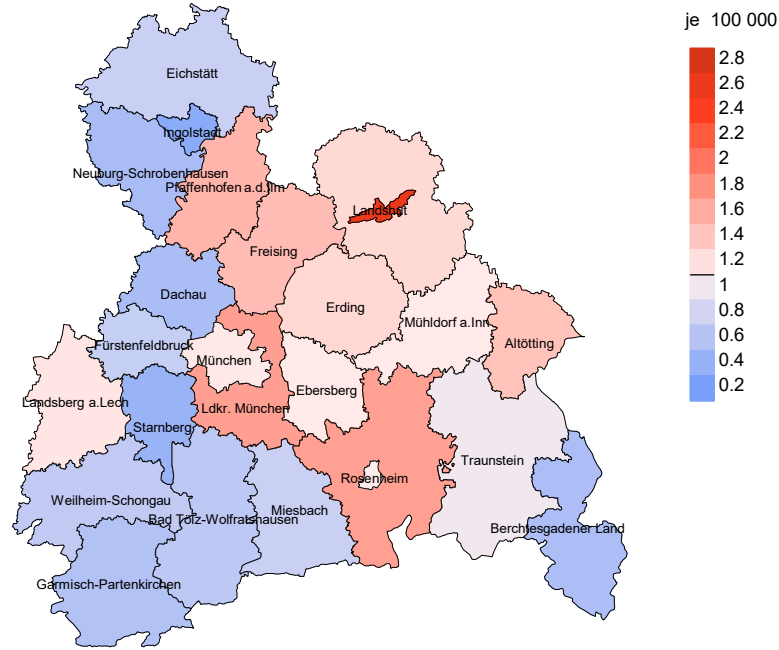 je 100 000
2.8
2.6
2.4
2.2
2
1.8
1.6
1.4
1.2
1
0.8
0.6
0.4
0.2
Eichstätt
Ingolstadt
Neuburg-Schrobenhausen
Pfaffenhofen a.d.Ilm
Landshut
Freising
Dachau
Erding
Mühldorf a.Inn
Fürstenfeldbruck
Altötting
München
Ebersberg
Landsberg a.Lech
Ldkr. München
Starnberg
Traunstein
Rosenheim
Weilheim-Schongau
Miesbach
Bad Tölz-Wolfratshausen
Berchtesgadener Land
Garmisch-Partenkirchen